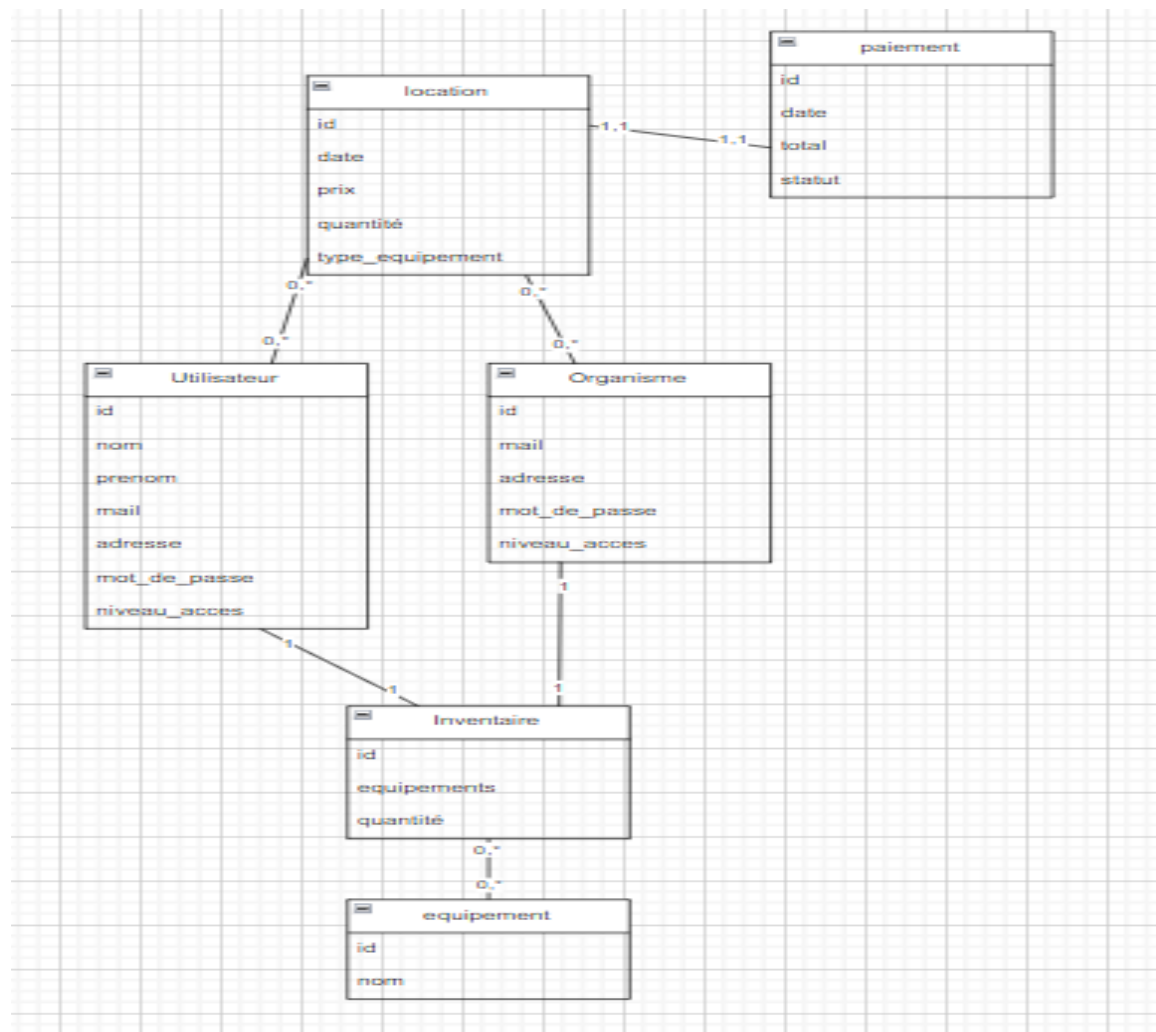 paiement
id
date
total
statut
location
id
date
prix
quantité
type_equipement
1,1
1,1
0,*
0,*
0,*
0,*
Utilisateur
id
nom
prenom
mail
adresse
mot_de_passe
niveau_acces
Organisme
id
mail
adresse
mot_de_passe
niveau_acces
1
1
1
1
Inventaire
id
equipements
quantité
0,*
0,*
equipement
id
nom